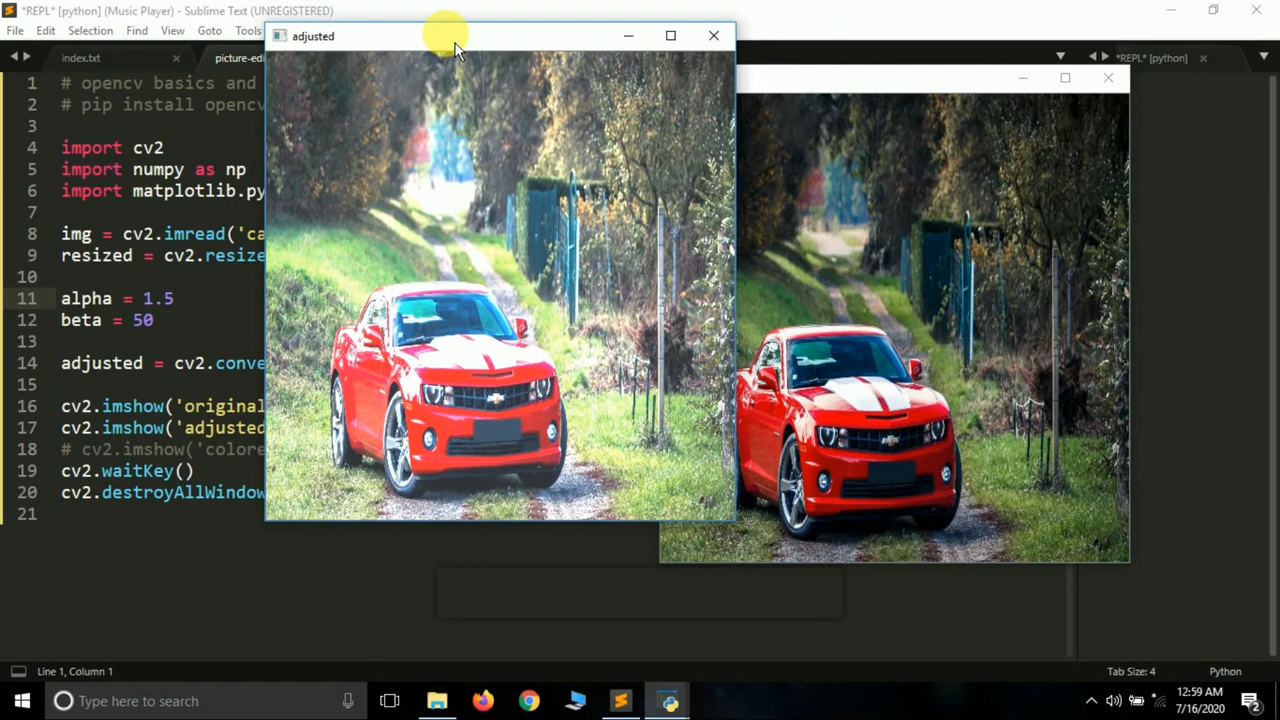 *REPL* [python] (Music Player) - Sublime Text (UNREGISTERED)
File Edit Selection Find View Goto Tools
adjusted
index.txt
picture-edi
*REPL* [python]
1 # opencv basics and
2 # pip install opencv
3
4 import cv2
5 import numpy as np
6 import matplotlib.py
7
8 img = cv2.imread('ca
9 resized = cv2.resize
10
11 alpha = 1.5
12 beta = 50
13
14 adjusted = cv2.conve
15
16 cv2.imshow('original
17 cv2.imshow('adjusted
18 # cv2.imshow('colore
19 cv2.waitKey()
20 cv2.destroyAllWindow
21
Line 1, Column 1
Tab Size: 4
Python
Type here to search
12:59 AM
7/16/2020
2